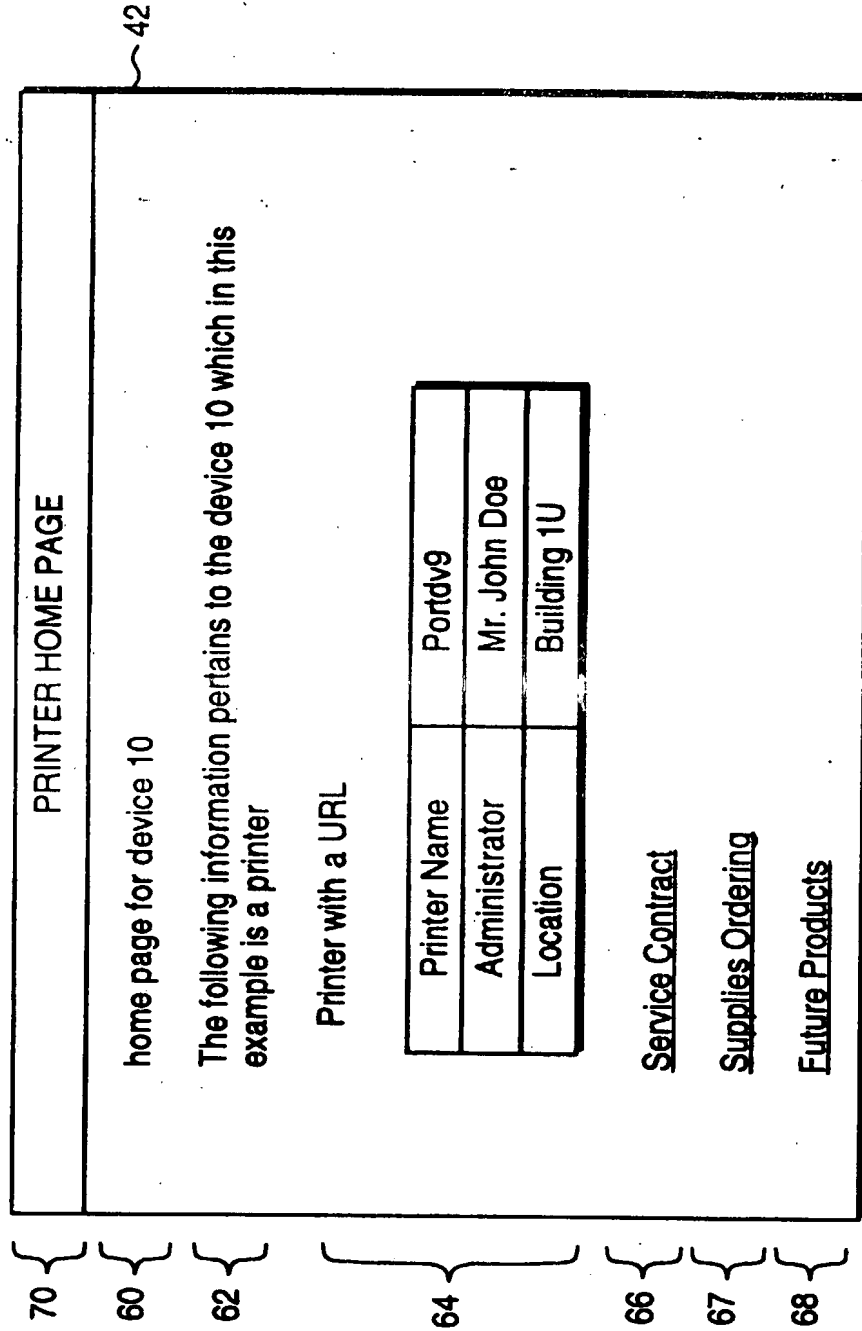 70 PRINTER HOME PAGE
42
60 home page for device 10
62 The following information pertains to the device 10 which in this
example is a printer
64 Printer with a URL
Printer Name Portdv9
Administrator Mr. John Doe
Location Building 1U
66 Service Contract
67 Supplies Ordering
68 Future Products